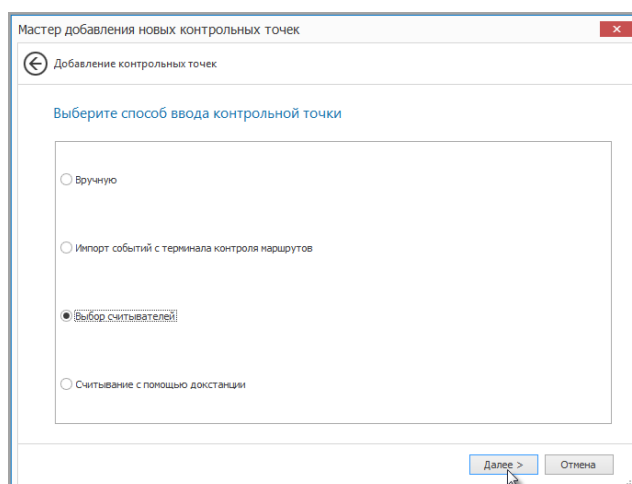 Мастер добавления новых контрольных точек
Добавление контрольных точек
Выберите способ ввода контрольной точки
Вручную
Импорт событий с терминала контроля маршрутов
Выбор считывателей
Считывание с помощью докстанции
Далее > Отмена